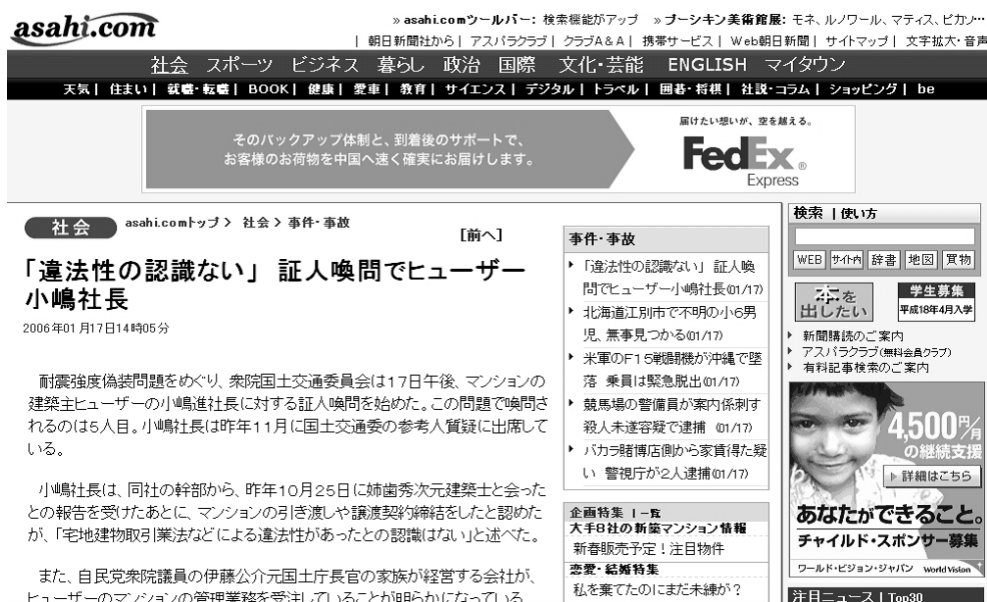 asahi.com
» asahi.comツールバー: 検索機能がアップ » プーシキン美術館展: モネ、ルノワール、マティス、ピカソ…
| 朝日新聞社から | アスパラクラブ | クラブA&A | 携帯サービス | Web朝日新聞 | サイトマップ | 文字拡大・音声
社会 スポーツ ビジネス 暮らし 政治 国際 文化・芸能 ENGLISH マイタウン
天気 | 住まい | 就職・転職 | BOOK | 健康 | 愛車 | 教育 | サイエンス | デジタル | トラベル | 囲碁・将棋 | 社説・コラム | ショッピング | be
そのバックアップ体制と、到着後のサポートで、
お客様のお荷物を中国へ速く確実にお届けします。
届けたい想いが、空を越える。
FedEx®
Express
社会 asahi.comトップ > 社会 > 事件・事故
[前へ]
「違法性の認識ない」 証人喚問でヒューザー
小嶋社長
2006年01月17日14時05分
耐震強度偽装問題をめぐり、衆院国土交通委員会は17日午後、マンションの
建築主ヒューザーの小嶋進社長に対する証人喚問を始めた。この問題で喚問さ
れるのは5人目。小嶋社長は昨年11月に国土交通委の参考人質疑に出席して
いる。
小嶋社長は、同社の幹部から、昨年10月25日に姉歯秀次元建築士と会った
との報告を受けたあとに、マンションの引き渡しや譲渡契約締結をしたと認めた
が、「宅地建物取引業法などによる違法性があったとの認識はない」と述べた。
また、自民党衆院議員の伊藤公介元国土庁長官の家族が経営する会社が、
ヒューザーのマンションの管理業務を受注していることが明らかになっている
事件・事故
「違法性の認識ない」 証人喚
問でヒューザー小嶋社長(01/17)
北海道江別市で不明の小6男
児、無事見つかる(01/17)
米軍のF15戦闘機が沖縄で墜
落 乗員は緊急脱出(01/17)
競馬場の警備員が案内係刺す
殺人未遂容疑で逮捕 (01/17)
バカラ賭博店側から家賃得た疑
い 警視庁が2人逮捕(01/17)
企画特集 |一覧
大手8社の新築マンション情報
新春販売予定!注目物件
恋愛・結婚特集
私を棄てたのにまだ未練が?
検索 | 使い方
WEB サイト内 辞書 地図 買物
本を
出したい
学生募集
平成18年4月入学
新聞購読のご案内
アスパラクラブ(無料会員クラブ)
有料記事検索のご案内
4,500円/月
の継続支援
詳細はこちら
あなたができること。
チャイルド・スポンサー募集
ワールド・ビジョン・ジャパン World Vision
注目ニュース | Top30